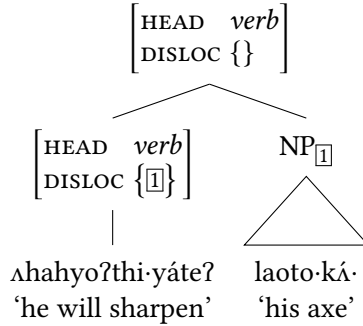 HEAD verb
DISLOC {}
HEAD verb
DISLOC {1}
NP1
ʌhahyoʔthi·yáteʔ laoto·kʌ́·
‘he will sharpen’ ‘his axe’